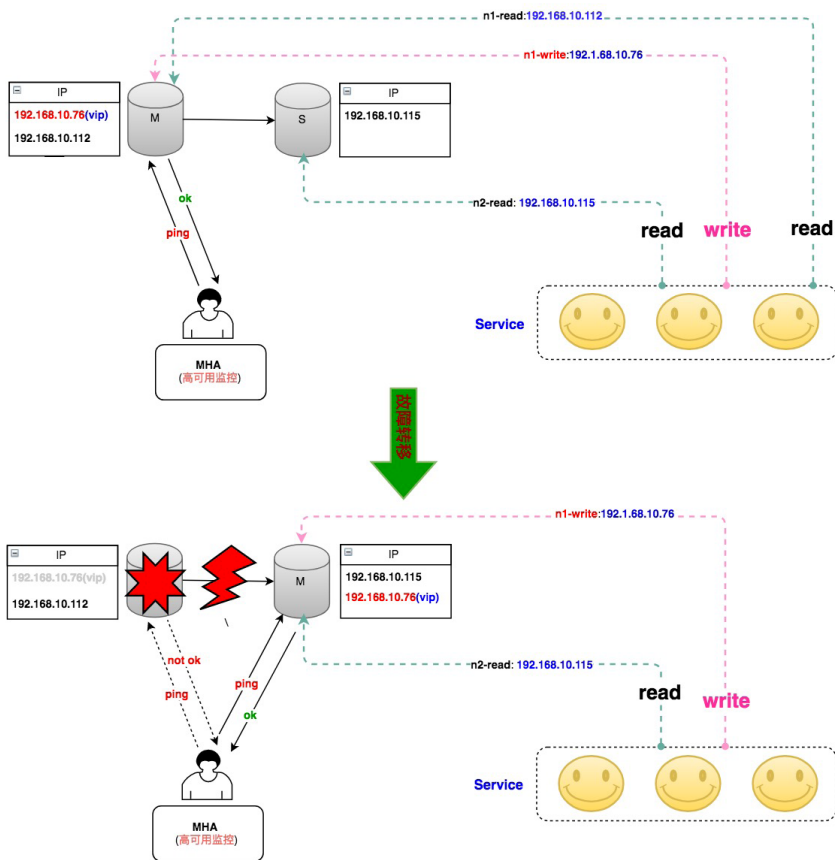 n1-read:192.168.10.112
n1-write:192.1.68.10.76
IP
192.168.10.76(vip)
192.168.10.112
M
S
IP
192.168.10.115
ok
ping
n2-read: 192.168.10.115
read
write
read
Service
MHA
(高可用监控)
故障转移
n1-write:192.1.68.10.76
IP
192.168.10.76(vip)
192.168.10.112
M
IP
192.168.10.115
192.168.10.76(vip)
\
not ok
ping
ping
ok
n2-read: 192.168.10.115
read
write
Service
MHA
(高可用监控)